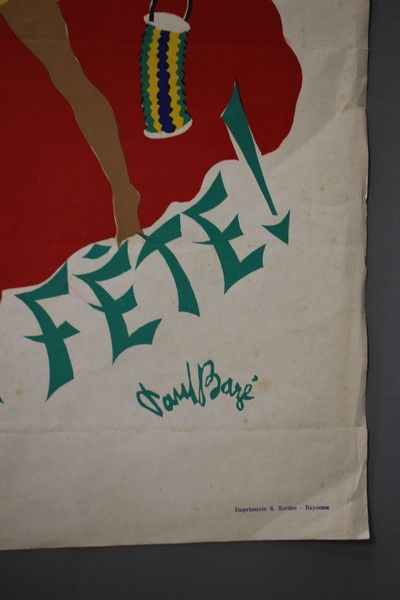 FÊTE!
Paul Bazé
Imprimerie S. Sordes - Bayonne